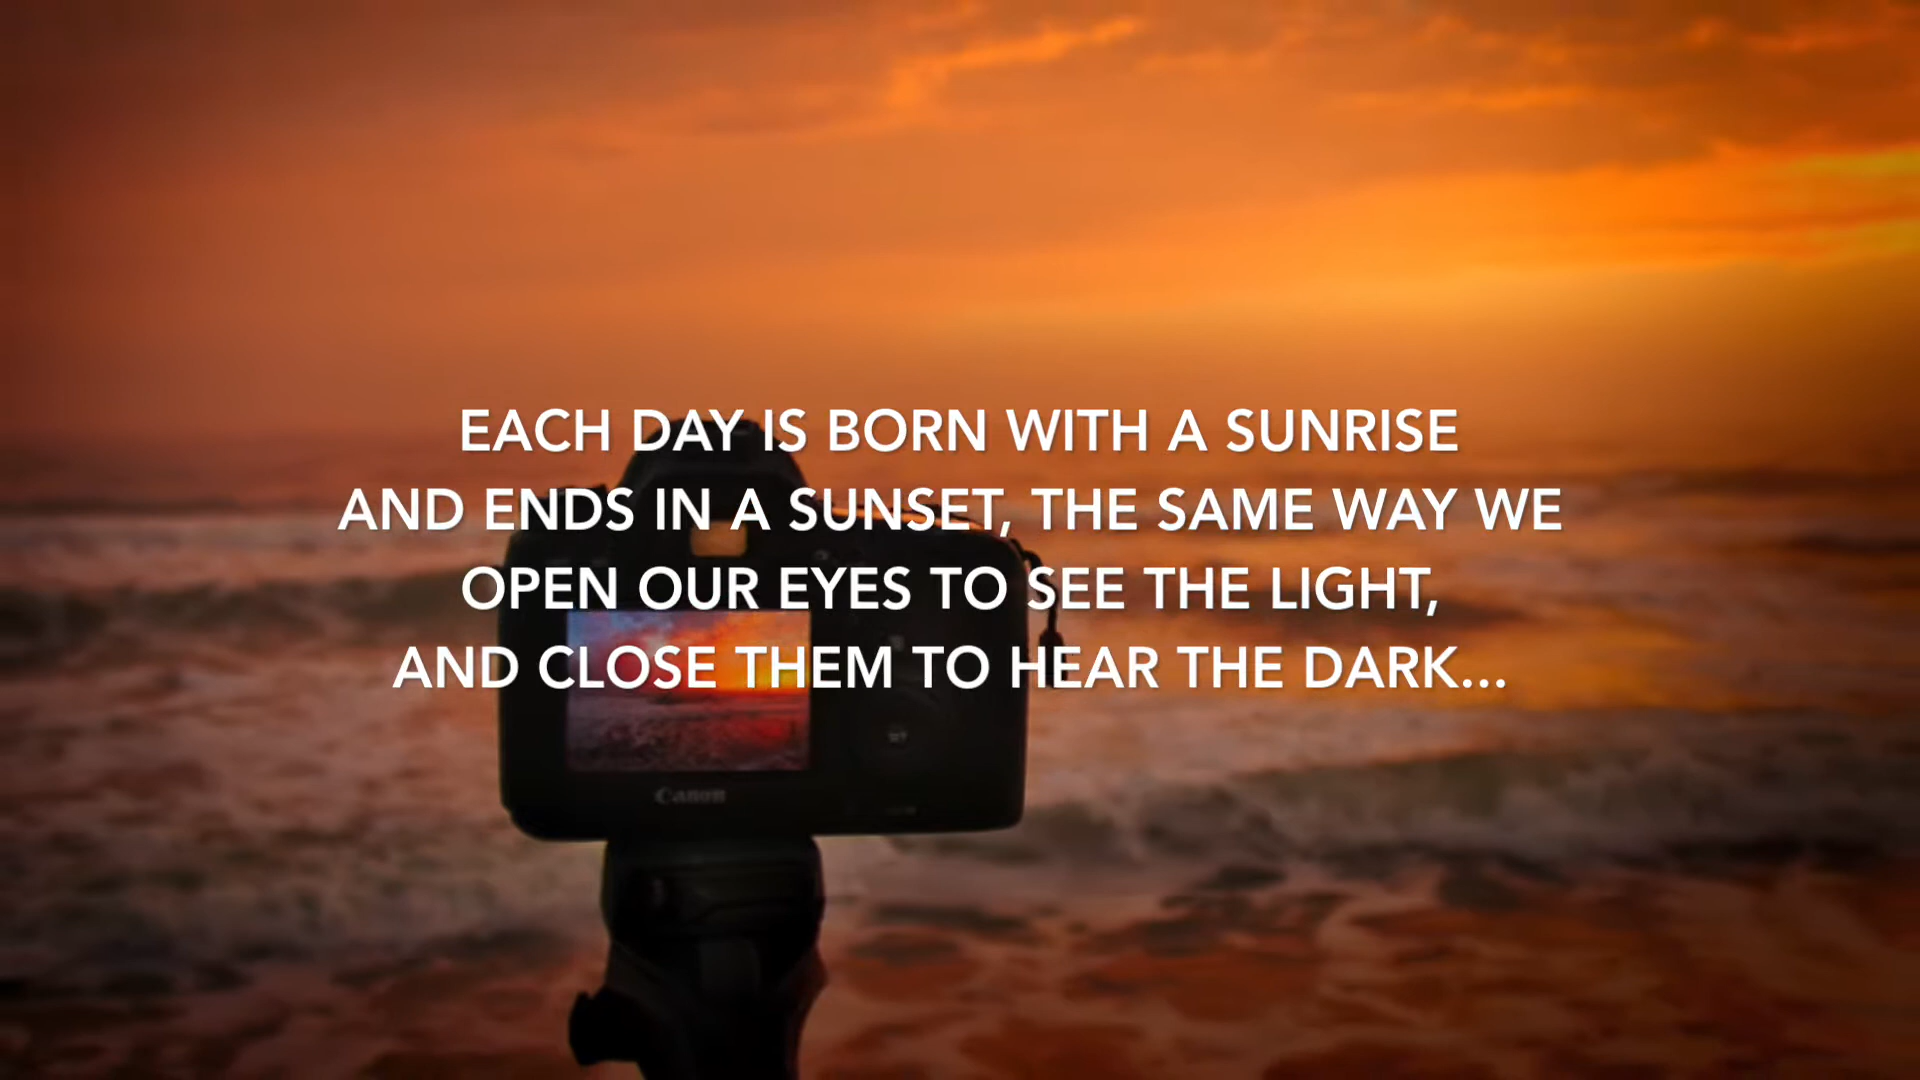 EACH DAY IS BORN WITH A SUNRISE
AND ENDS IN A SUNSET, THE SAME WAY WE
OPEN OUR EYES TO SEE THE LIGHT,
AND CLOSE THEM TO HEAR THE DARK...
Canon